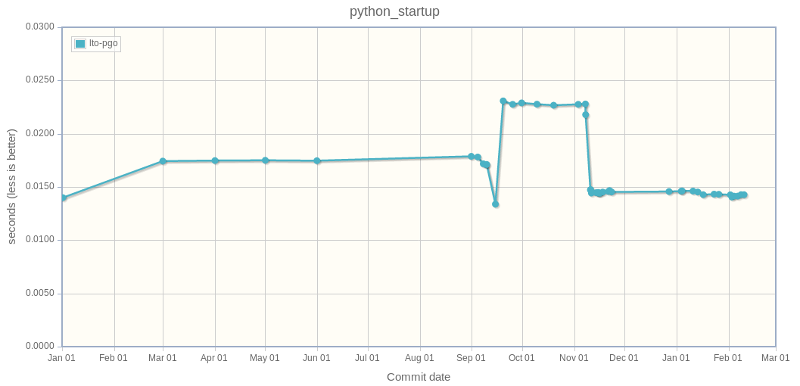 python_startup
lto-pgo
seconds (less is better)
0.0300
0.0250
0.0200
0.0150
0.0100
0.0050
0.0000
Jan 01 Feb 01 Mar 01 Apr 01 May 01 Jun 01 Jul 01 Aug 01 Sep 01 Oct 01 Nov 01 Dec 01 Jan 01 Feb 01 Mar 01
Commit date